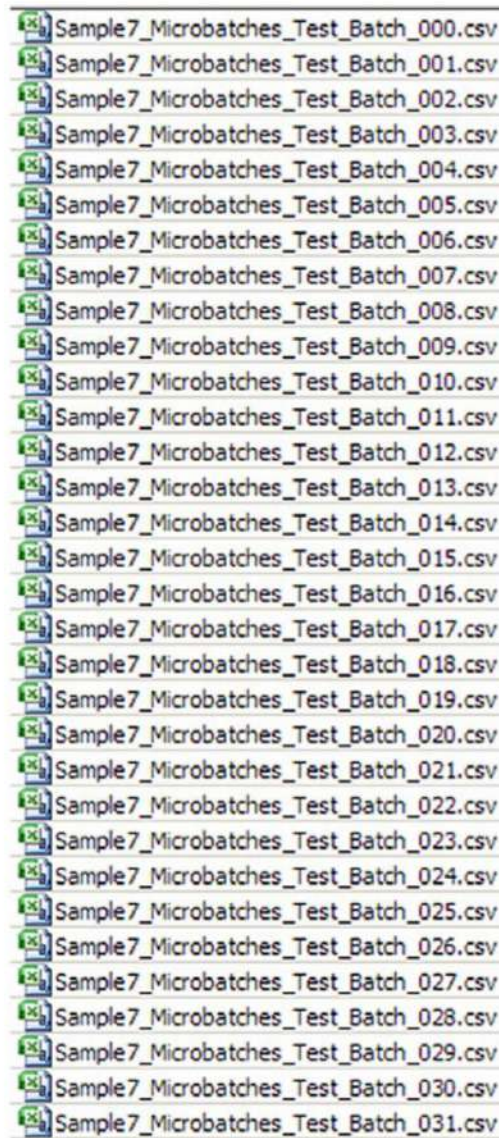 Sample7_Microbatches_Test_Batch_000.csv
Sample7_Microbatches_Test_Batch_001.csv
Sample7_Microbatches_Test_Batch_002.csv
Sample7_Microbatches_Test_Batch_003.csv
Sample7_Microbatches_Test_Batch_004.csv
Sample7_Microbatches_Test_Batch_005.csv
Sample7_Microbatches_Test_Batch_006.csv
Sample7_Microbatches_Test_Batch_007.csv
Sample7_Microbatches_Test_Batch_008.csv
Sample7_Microbatches_Test_Batch_009.csv
Sample7_Microbatches_Test_Batch_010.csv
Sample7_Microbatches_Test_Batch_011.csv
Sample7_Microbatches_Test_Batch_012.csv
Sample7_Microbatches_Test_Batch_013.csv
Sample7_Microbatches_Test_Batch_014.csv
Sample7_Microbatches_Test_Batch_015.csv
Sample7_Microbatches_Test_Batch_016.csv
Sample7_Microbatches_Test_Batch_017.csv
Sample7_Microbatches_Test_Batch_018.csv
Sample7_Microbatches_Test_Batch_019.csv
Sample7_Microbatches_Test_Batch_020.csv
Sample7_Microbatches_Test_Batch_021.csv
Sample7_Microbatches_Test_Batch_022.csv
Sample7_Microbatches_Test_Batch_023.csv
Sample7_Microbatches_Test_Batch_024.csv
Sample7_Microbatches_Test_Batch_025.csv
Sample7_Microbatches_Test_Batch_026.csv
Sample7_Microbatches_Test_Batch_027.csv
Sample7_Microbatches_Test_Batch_028.csv
Sample7_Microbatches_Test_Batch_029.csv
Sample7_Microbatches_Test_Batch_030.csv
Sample7_Microbatches_Test_Batch_031.csv